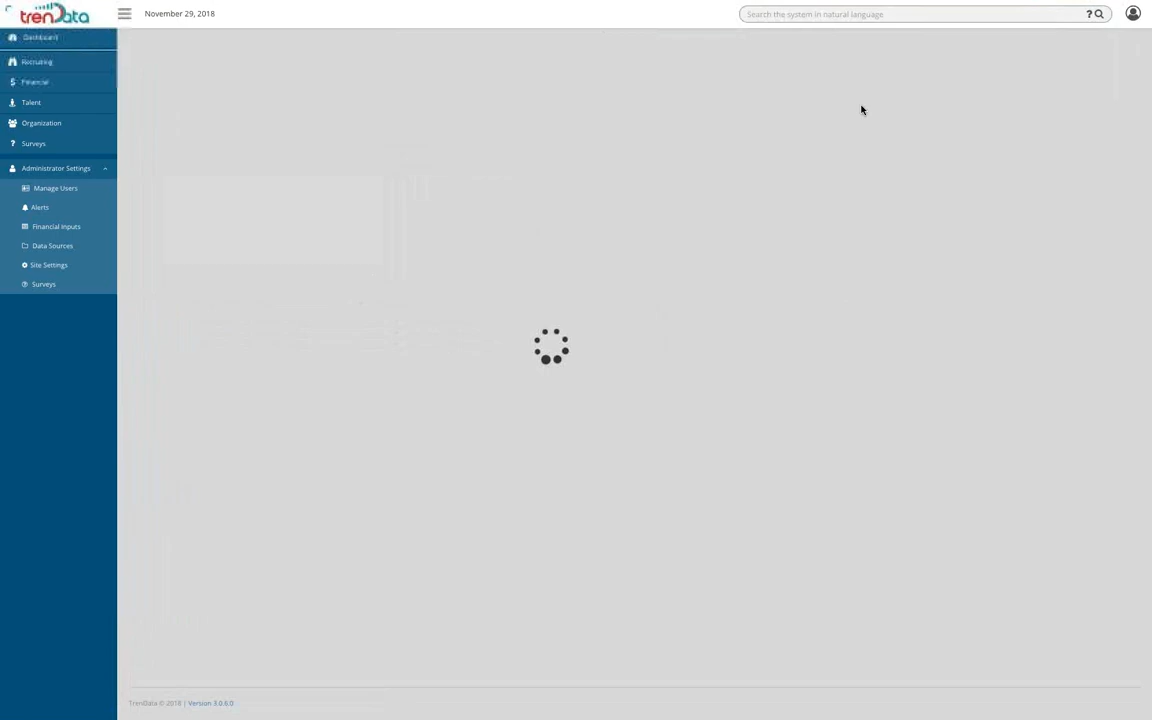 trenData
November 29, 2018
Search the system in natural language
?
Dashboard
Recruiting
Financial
Talent
Organization
Surveys
Administrator Settings
Manage Users
Alerts
Financial Inputs
Data Sources
Site Settings
Surveys
TrenData © 2018 | Version 3.0.6.0